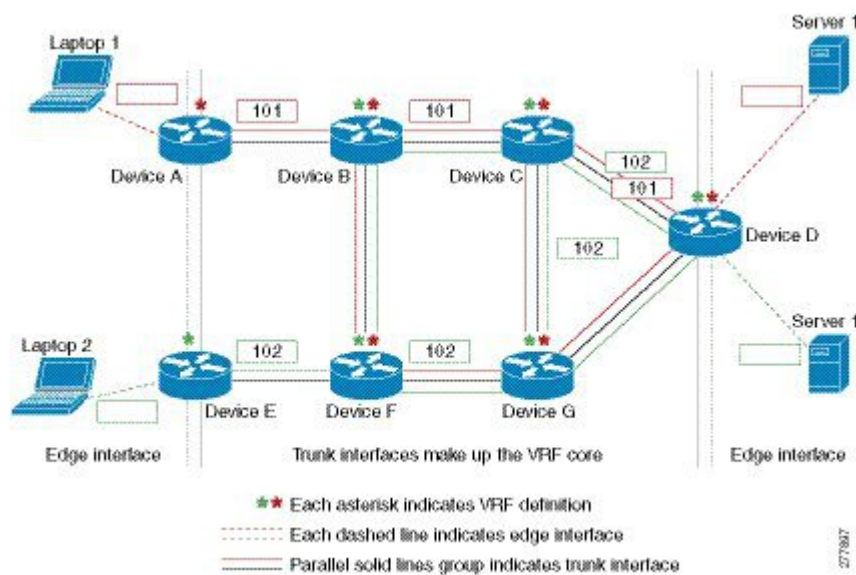 Laptop 1
Server 1
101
101
102
101
Device A
Device B
Device C
Device D
102
Laptop 2
Server 1
102
102
Device E
Device F
Device G
Edge interface
Trunk interfaces make up the VRF core
Edge interface
** Each asterisk indicates VRF definition
Each dashed line indicates edge interface
Parallel solid lines group indicates trunk interface
277897